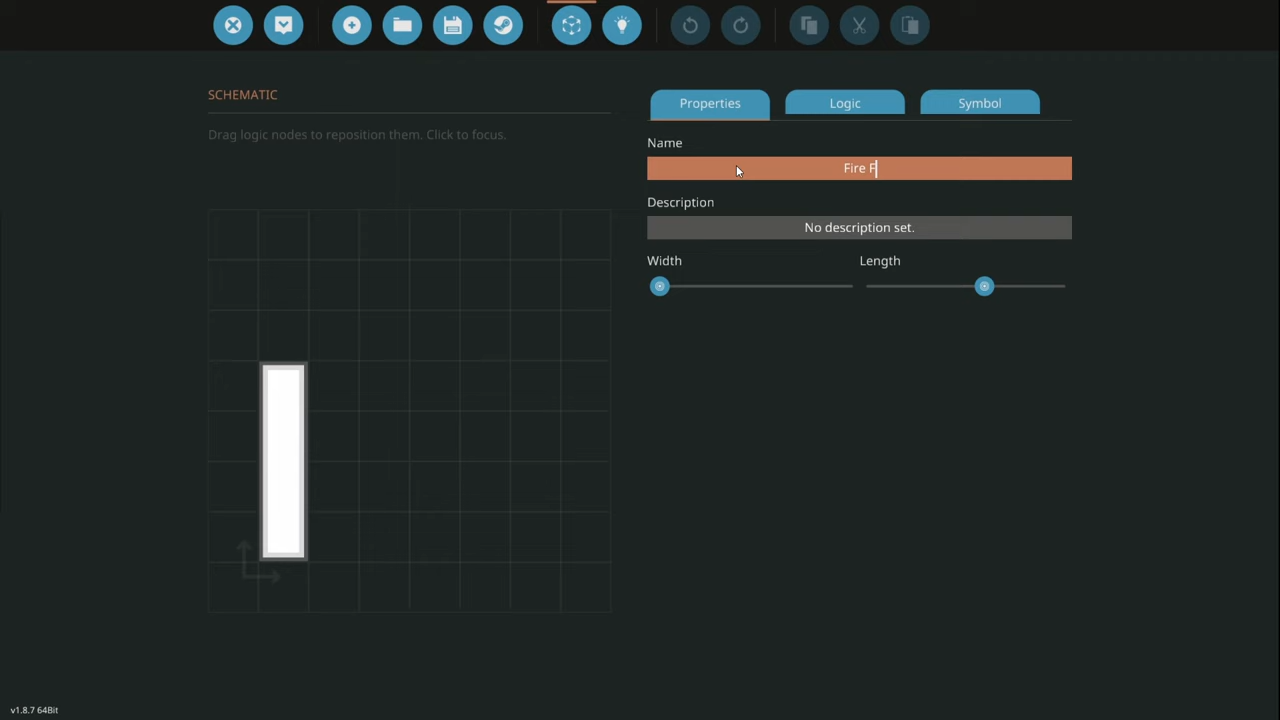 SCHEMATIC
Drag logic nodes to reposition them. Click to focus.
Properties
Logic
Symbol
Name
Fire F
Description
No description set.
Width
Length
v1.8.7 64Bit